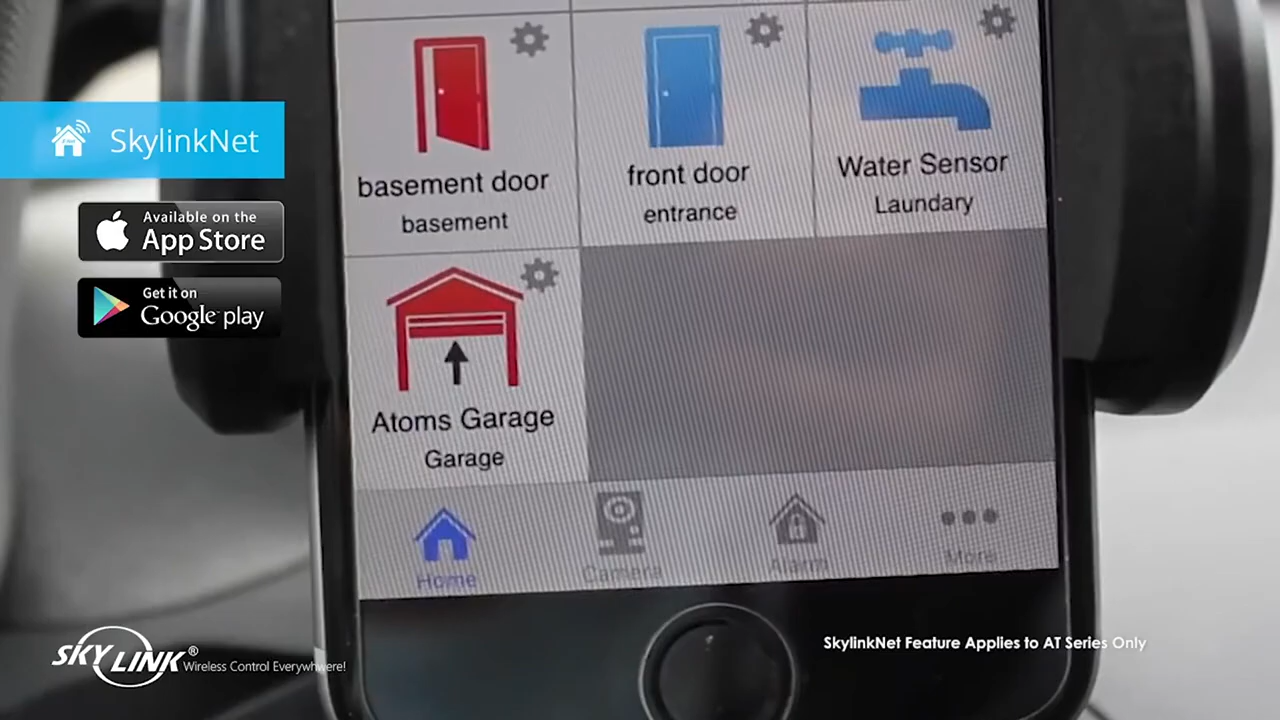 SkylinkNet
Available on the
App Store
Get it on
Google play
basement door
basement
front door
entrance
Water Sensor
Laundary
Atoms Garage
Garage
Home
Camera
Alarm
More
SKYLINK®
Wireless Control Everywhwere!
SkylinkNet Feature Applies to AT Series Only